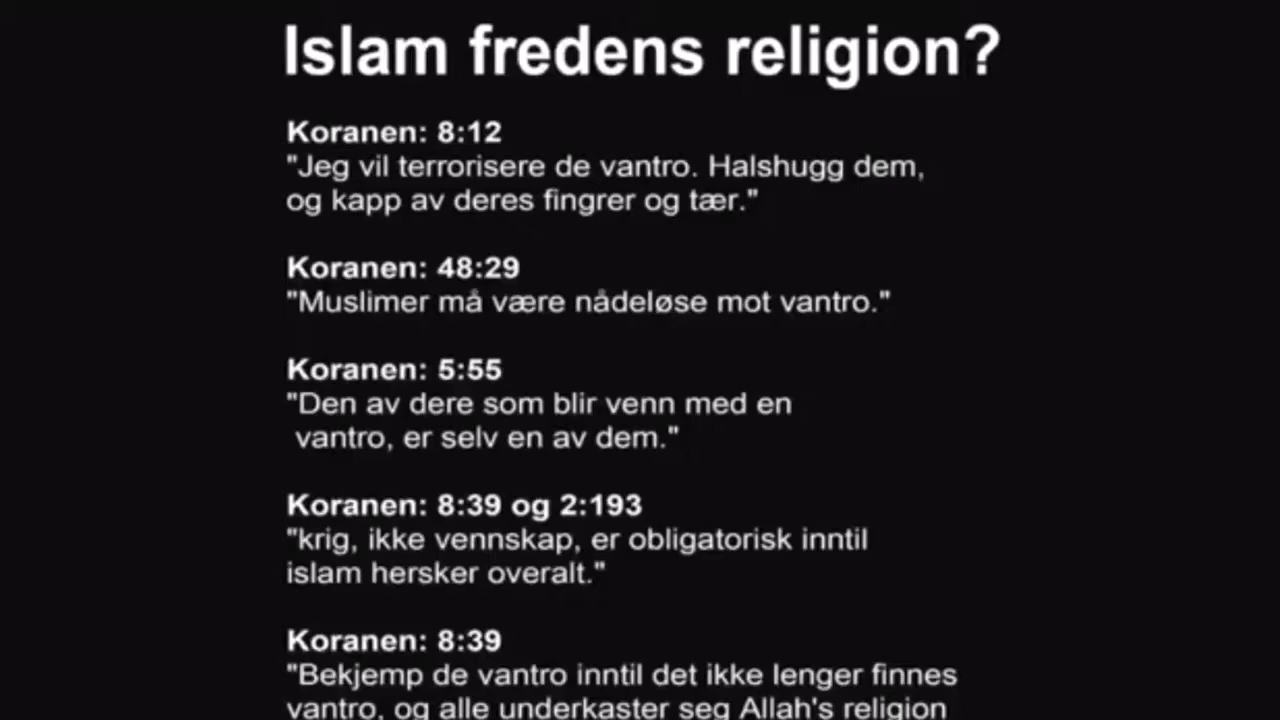 Islam fredens religion?
Koranen: 8:12
"Jeg vil terrorisere de vantro. Halshugg dem,
og kapp av deres fingrer og tær."
Koranen: 48:29
"Muslimer må være nådeløse mot vantro."
Koranen: 5:55
"Den av dere som blir venn med en
vantro, er selv en av dem."
Koranen: 8:39 og 2:193
"krig, ikke vennskap, er obligatorisk inntil
islam hersker overalt."
Koranen: 8:39
"Bekjemp de vantro inntil det ikke lenger finnes
vantro, og alle underkaster seg Allah's religion